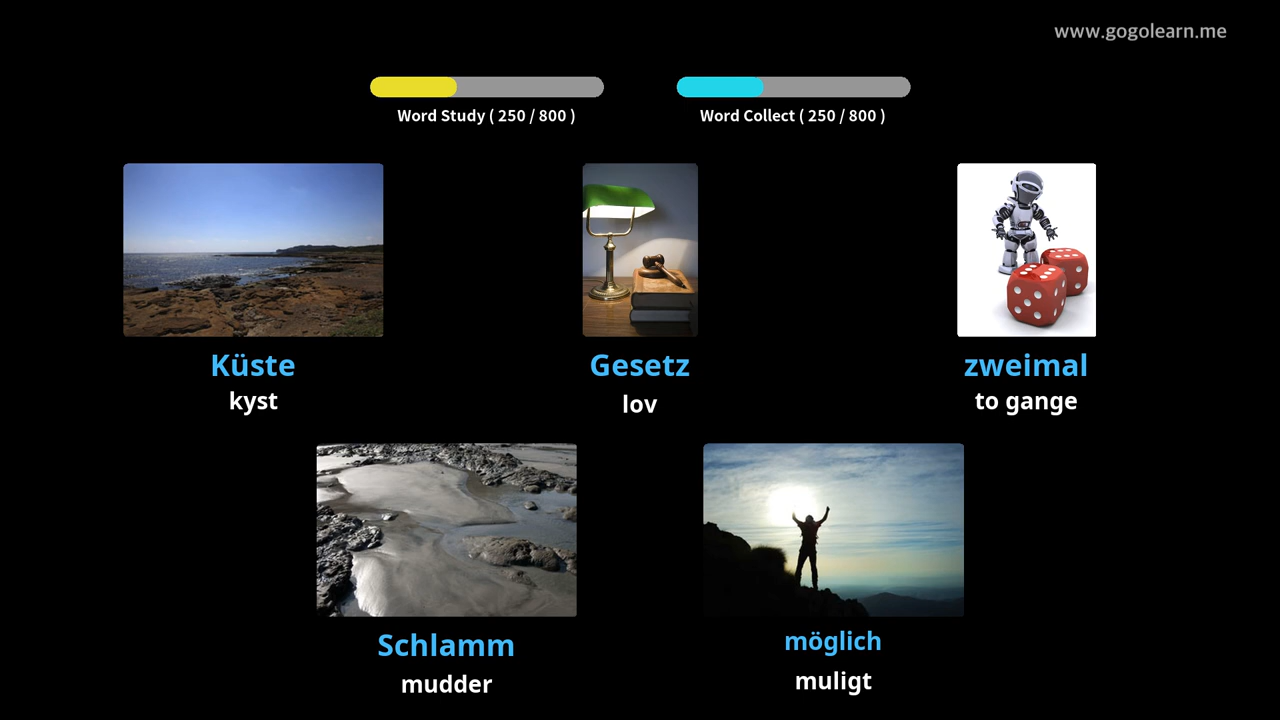 www.gogolearn.me
Word Study ( 250 / 800 )
Word Collect ( 250 / 800 )
Küste
kyst
Gesetz
lov
zweimal
to gange
Schlamm
mudder
möglich
muligt